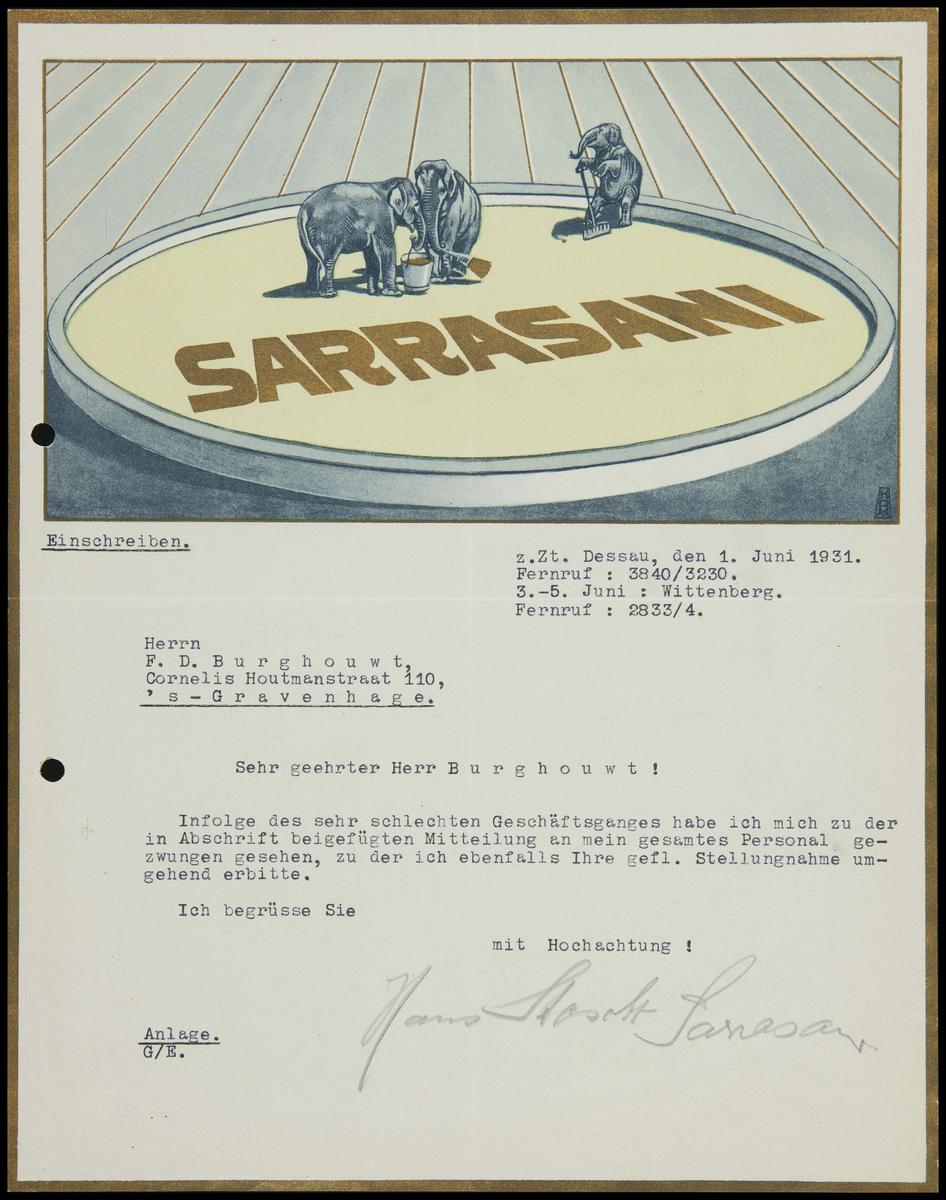 SARRASANI
Einschreiben.
z.Zt. Dessau, den 1. Juni 1931.
Fernruf : 3840/3230.
3.-5. Juni : Wittenberg.
Fernruf : 2833/4.
Herrn
F. D. B u r g h o u w t,
Cornelis Houtmanstraat 110,
' s - G r a v e n h a g e.
Sehr geehrter Herr B u r g h o u w t !
Infolge des sehr schlechten Geschäftsganges habe ich mich zu der
in Abschrift beigefügten Mitteilung an mein gesamtes Personal ge-
zwungen gesehen, zu der ich ebenfalls Ihre gefl. Stellungnahme um-
gehend erbitte.
Ich begrüsse Sie
mit Hochachtung !
Hans Stosch Sarrasani
Anlage.
G/E.